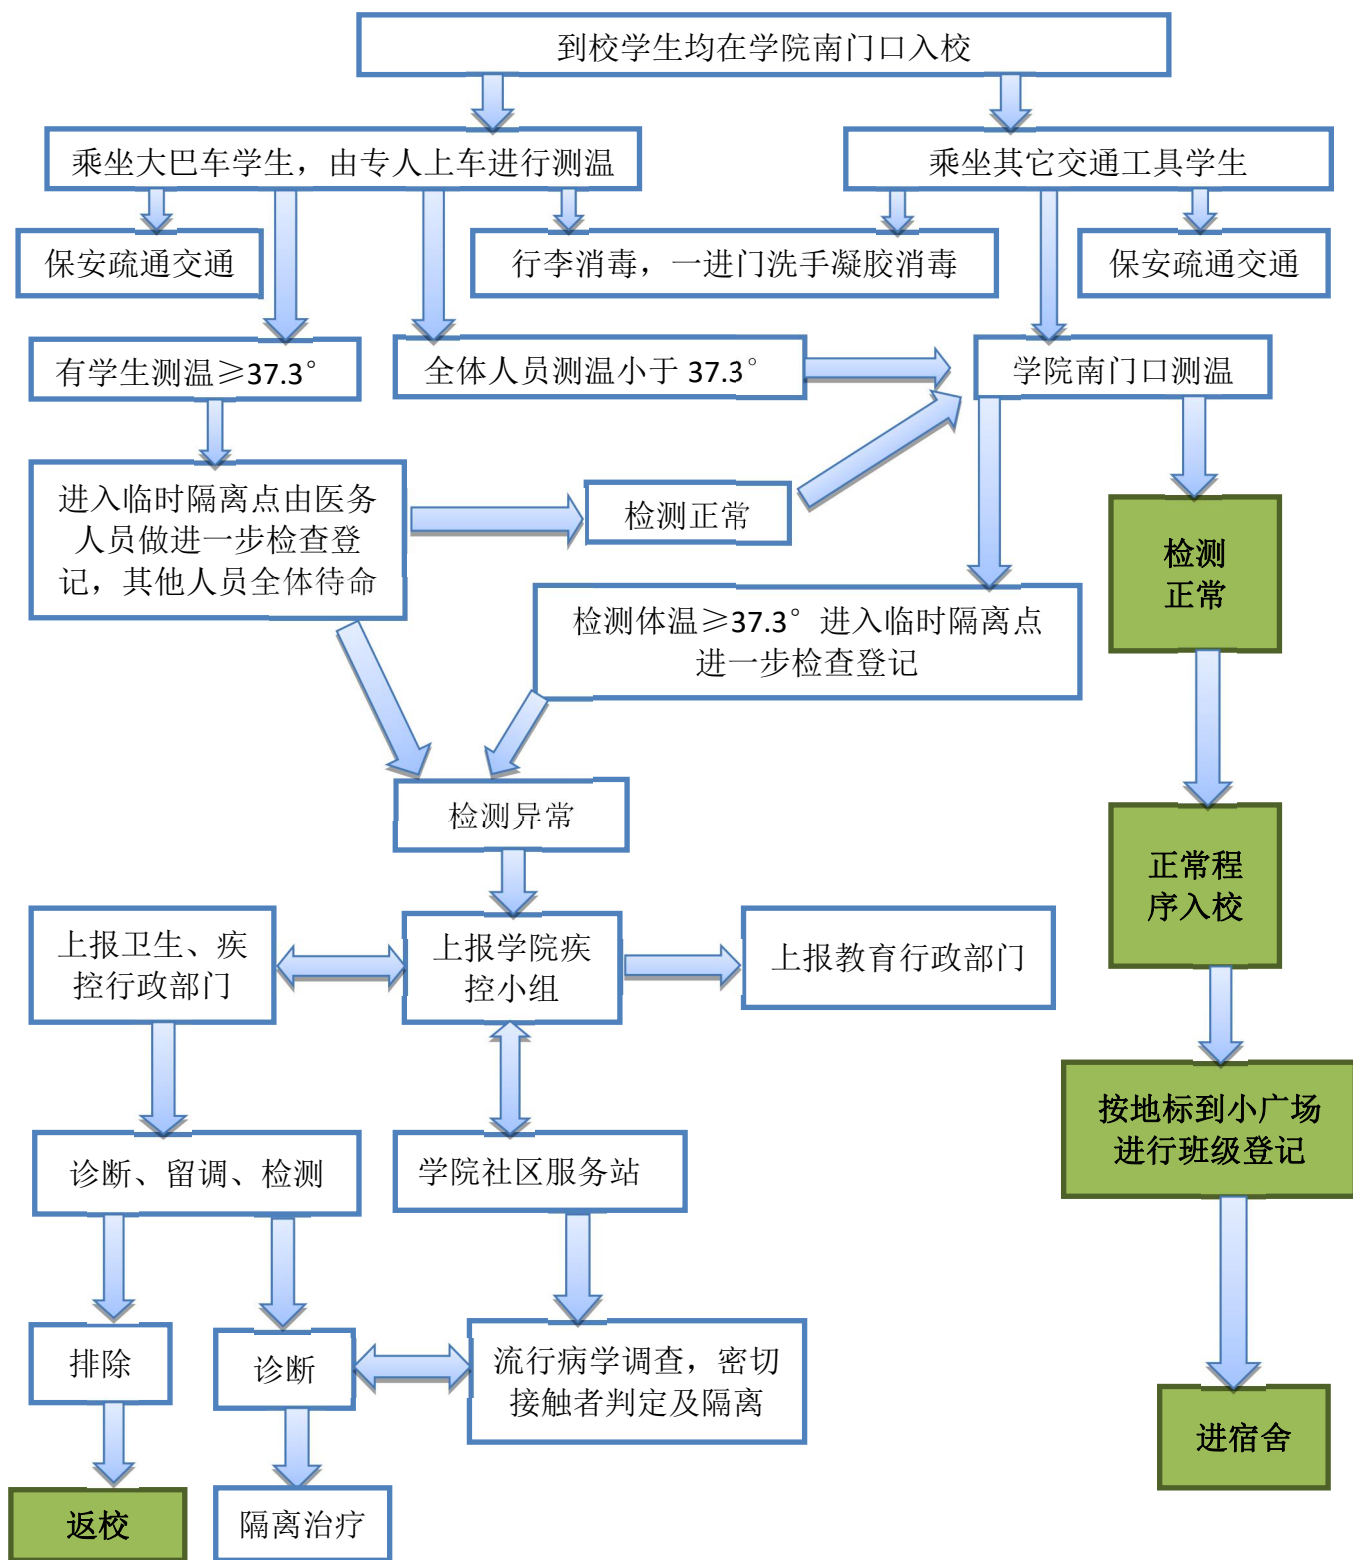 到校学生均在学院南门口入校
乘坐大巴车学生，由专人上车进行测温
乘坐其它交通工具学生
保安疏通交通
行李消毒，一进门洗手凝胶消毒
保安疏通交通
有学生测温≥37.3°
全体人员测温小于 37.3°
学院南门口测温
进入临时隔离点由医务
人员做进一步检查登
记，其他人员全体待命
检测正常
检测
正常
检测体温≥37.3° 进入临时隔离点
进一步检查登记
检测异常
正常程
序入校
上报卫生、疾
控行政部门
上报学院疾
控小组
上报教育行政部门
按地标到小广场
进行班级登记
诊断、留调、检测
学院社区服务站
排除
诊断
流行病学调查，密切
接触者判定及隔离
进宿舍
返校
隔离治疗